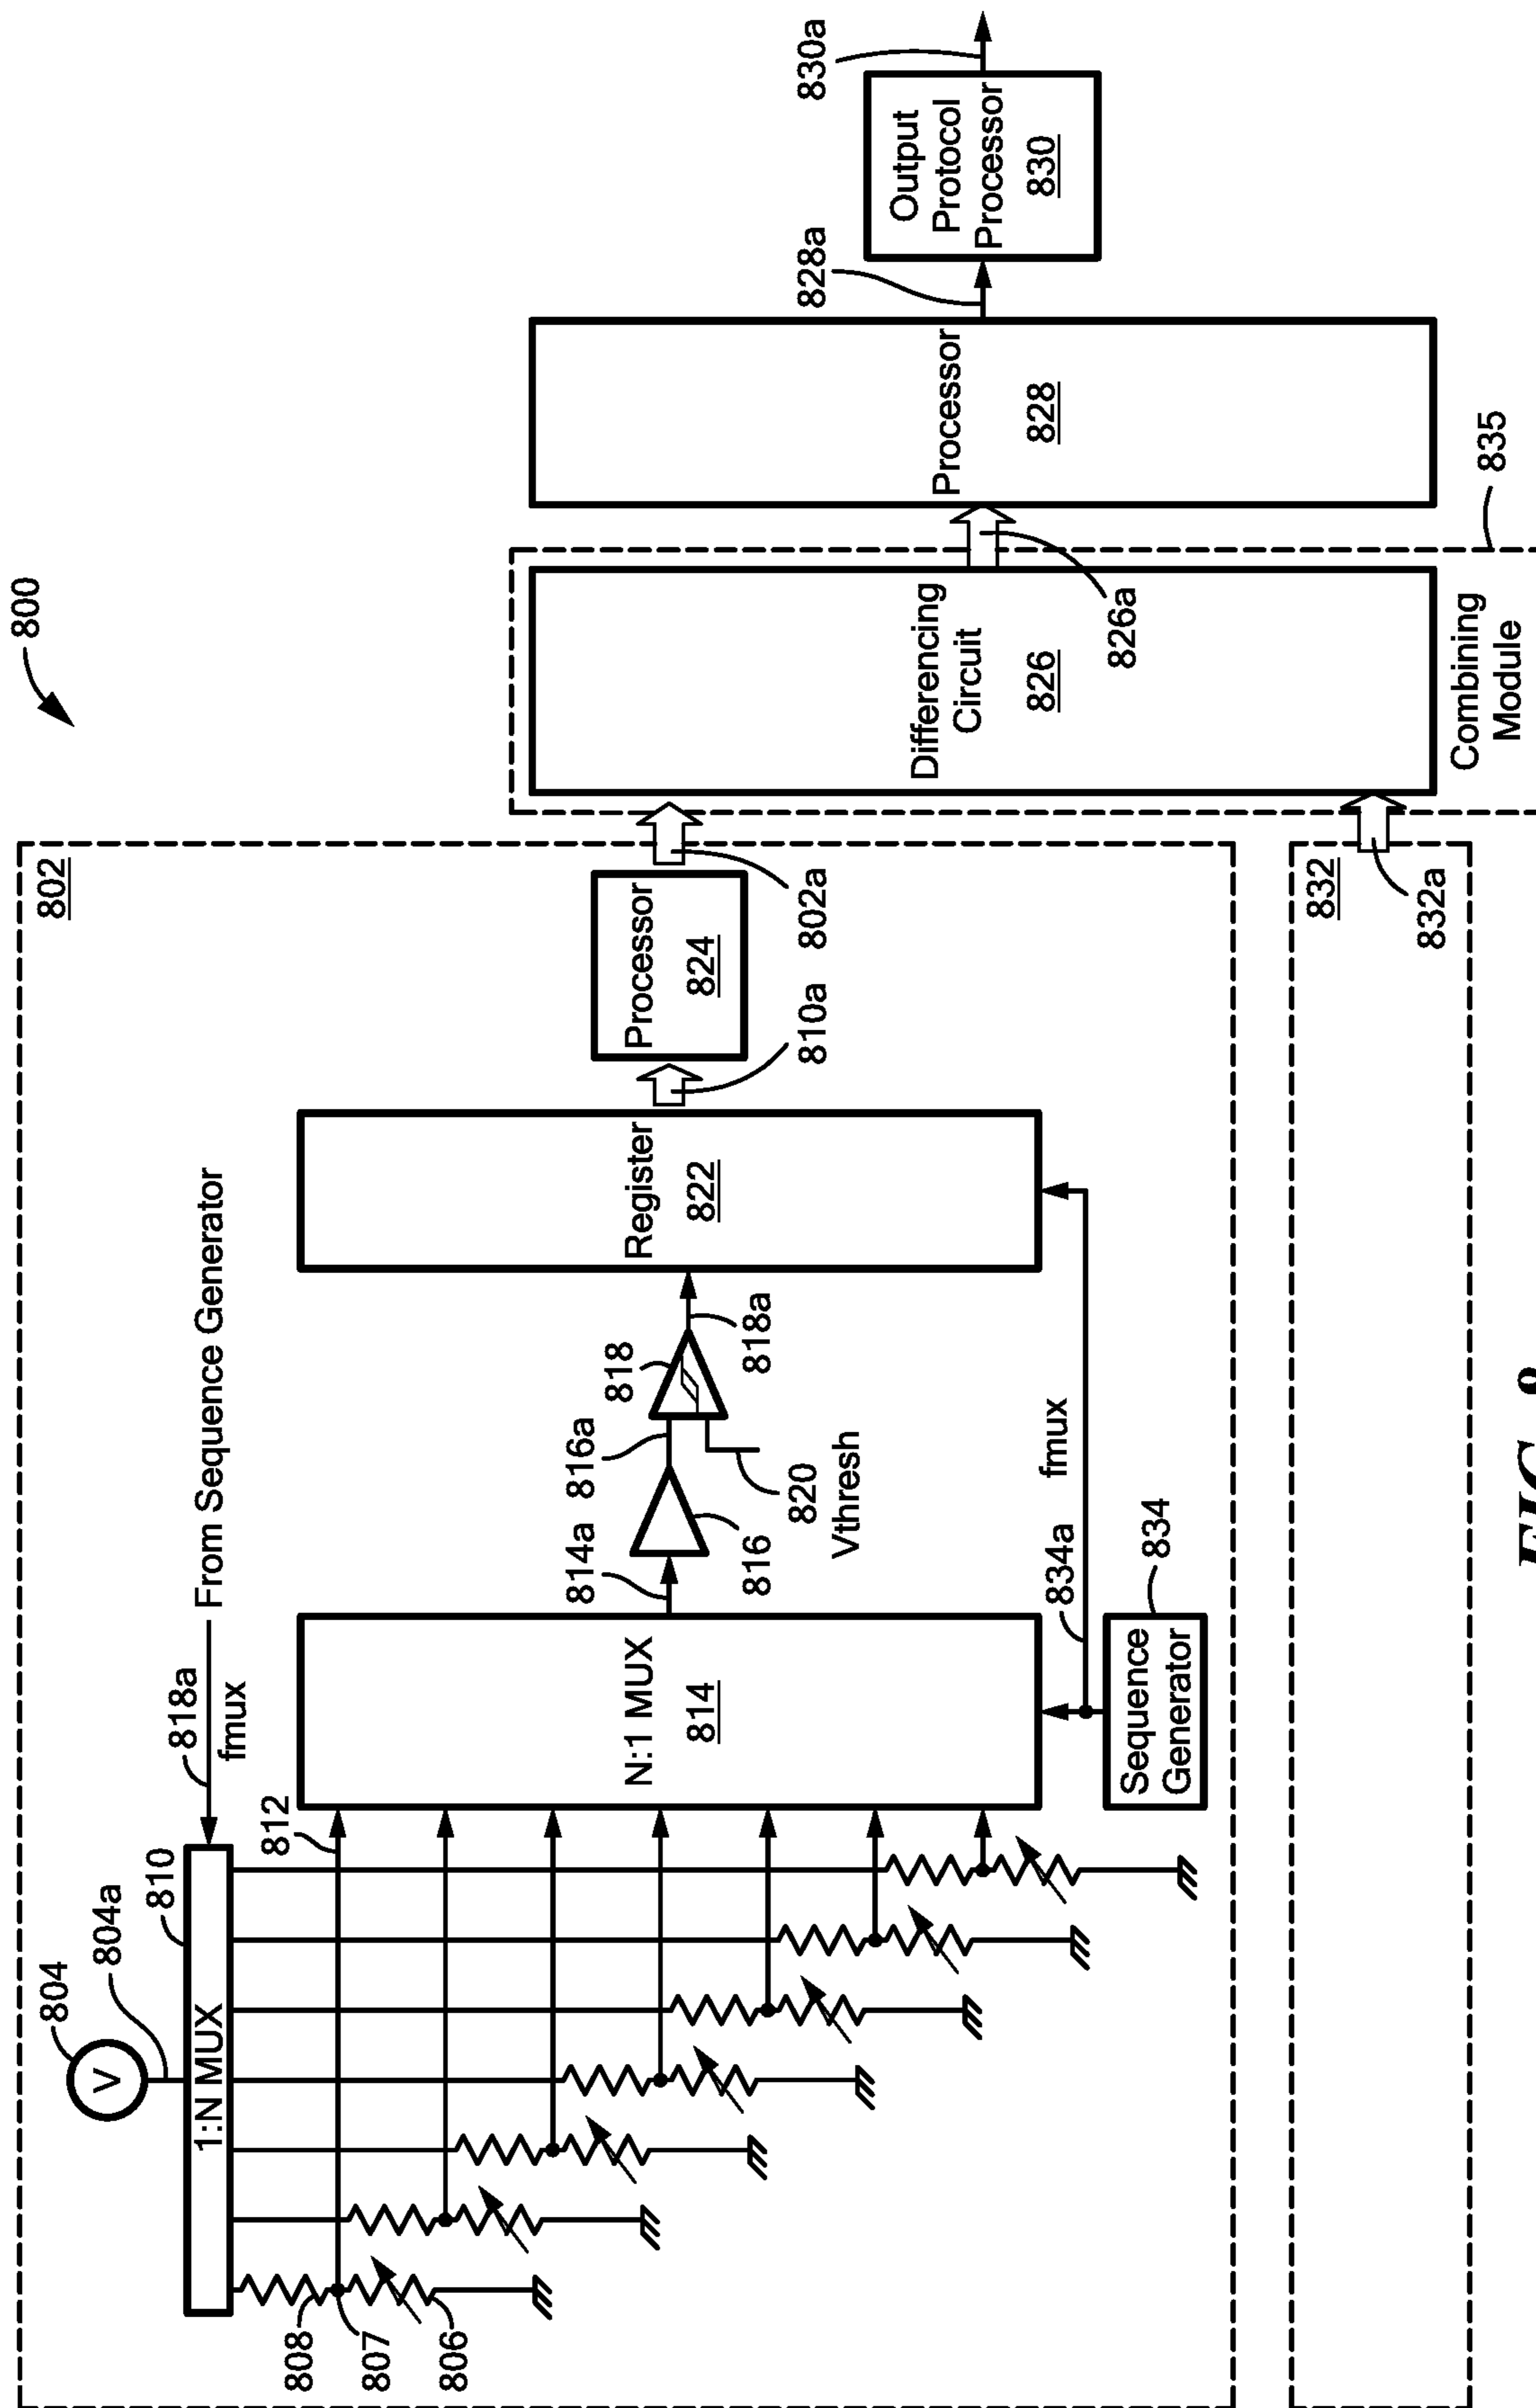 800
802
804
804a
810
1:N MUX
818a
fmux
From Sequence Generator
812
808
807
806
N:1 MUX
814
814a
816a
816
818
818a
820
Vthresh
Register
822
810a
Processor
824
802a
834a
fmux
Sequence
Generator
834
832
832a
Differencing
Circuit
826
826a
Combining
Module
835
Processor
828
828a
Output
Protocol
Processor
830
830a